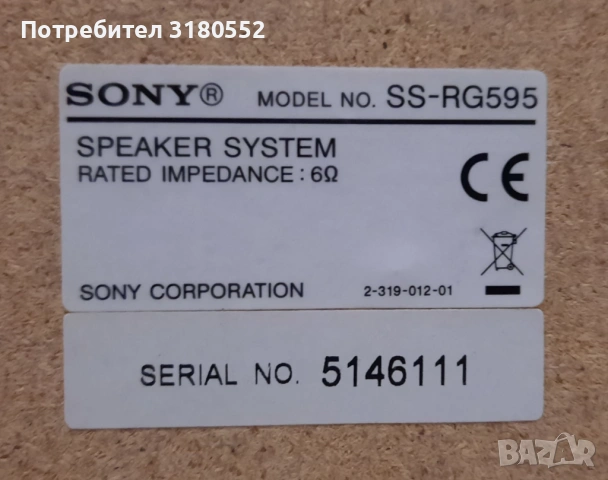 Потребител 3180552
SONY® MODEL NO. SS-RG595
SPEAKER SYSTEM
RATED IMPEDANCE : 6Ω
CE
SONY CORPORATION 2-319-012-01
SERIAL NO. 5146111
BAZAR